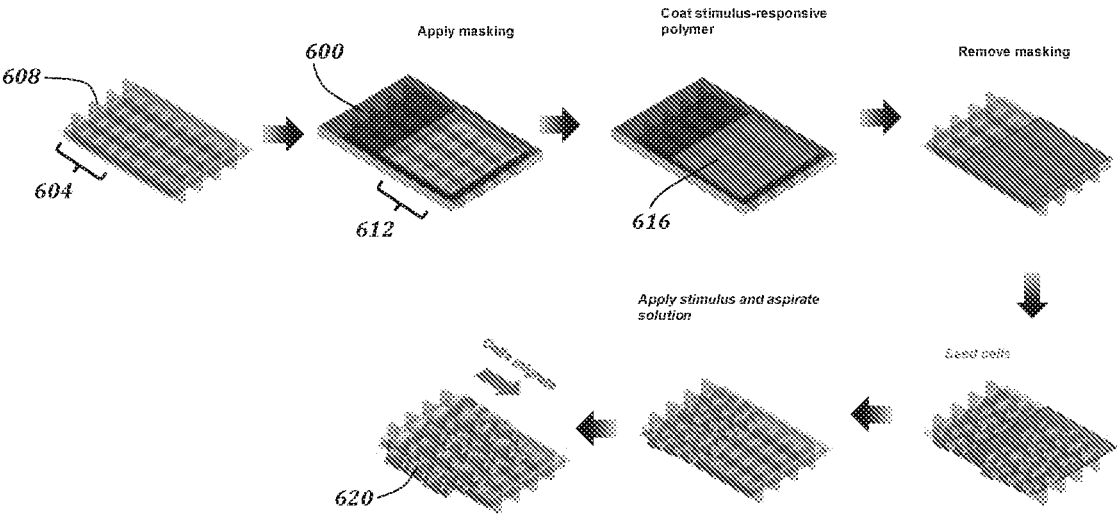 Coat stimulus-responsive
polymer
Apply masking
600
Remove masking
608
604
612
616
Apply stimulus and aspirate
solution
Seed cells
620